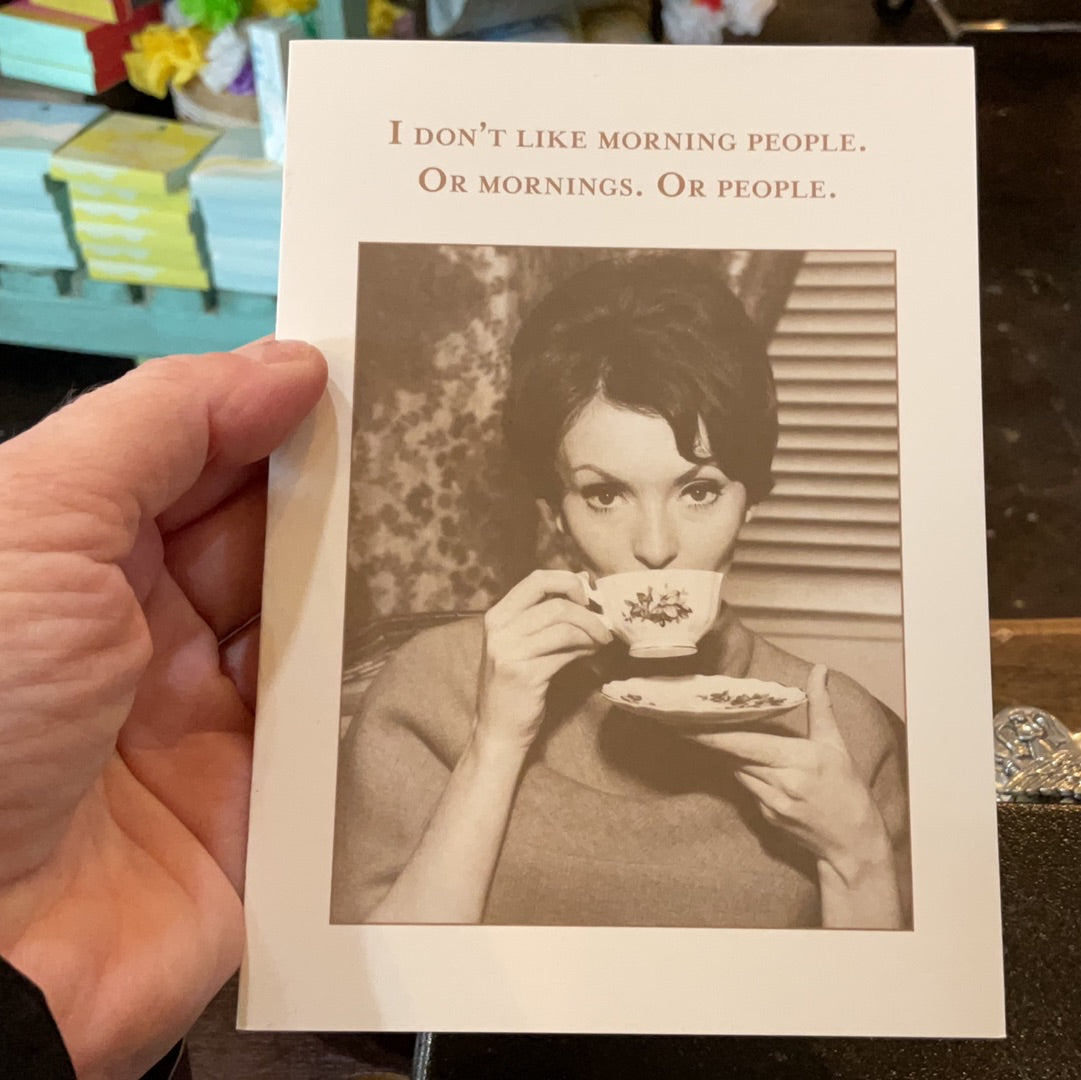 I DON'T LIKE MORNING PEOPLE.
OR MORNINGS. OR PEOPLE.